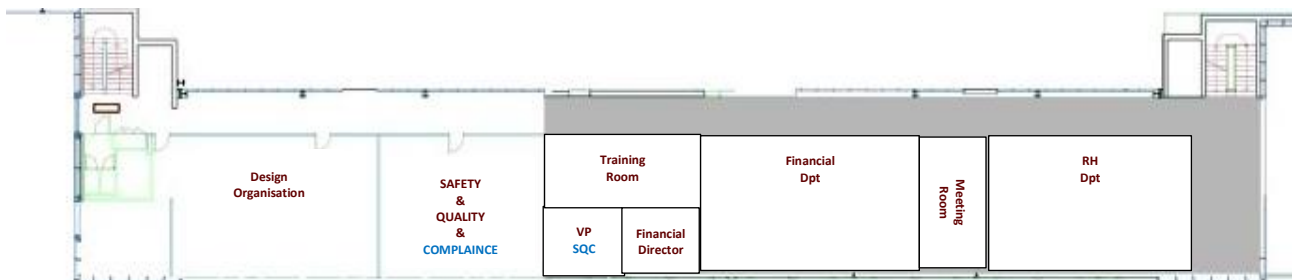 Design
Organisation
SAFETY
&
QUALITY
&
COMPLAINCE
Training
Room
VP
SQC
Financial
Director
Financial
Dpt
Meeting
Room
RH
Dpt